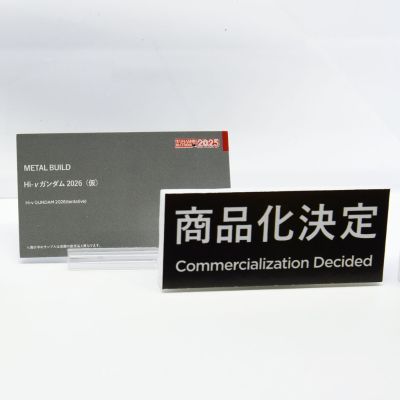 2025
METAL BUILD
Hi-νガンダム 2026（仮）
Hi-ν GUNDAM 2026(tentative)
商品化決定
Commercialization Decided